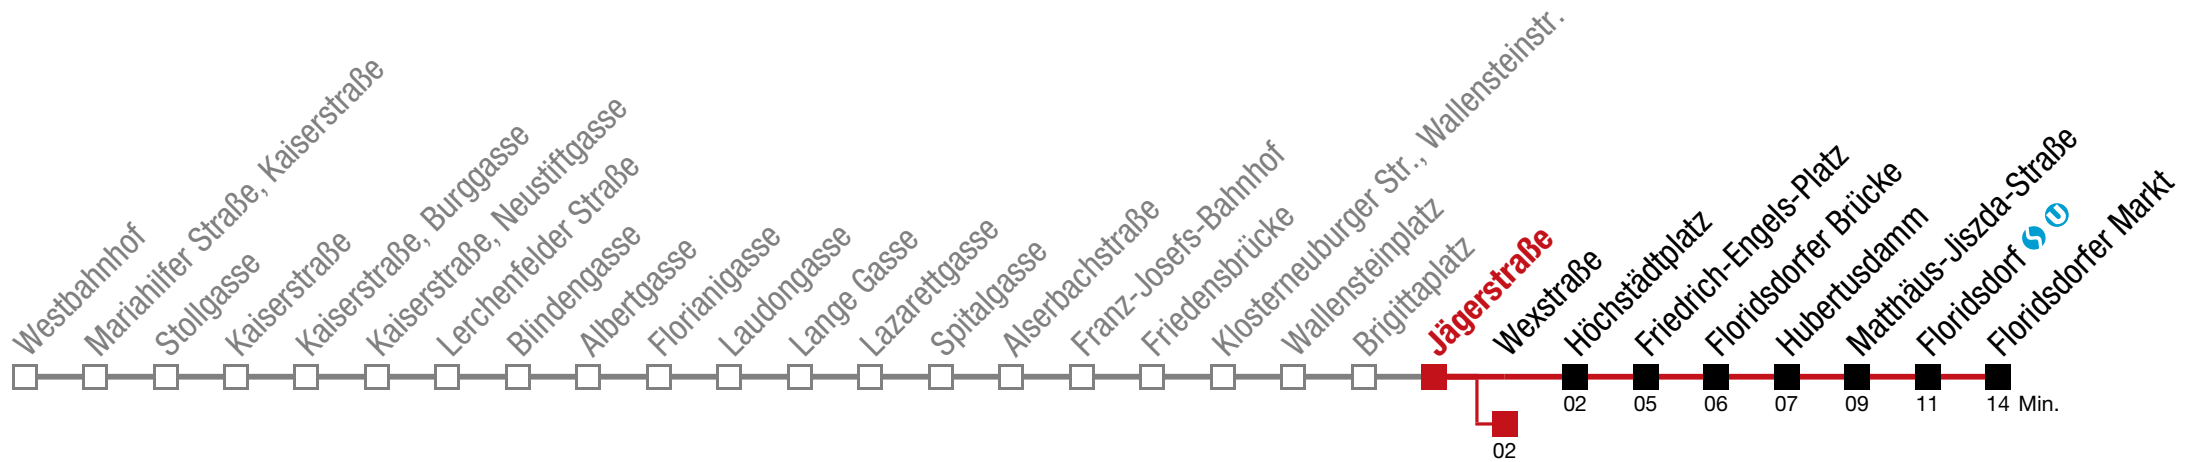 Westbahnhof
Mariahilfer Straße, Kaiserstraße
Stollgasse
Kaiserstraße
Kaiserstraße, Burggasse
Kaiserstraße, Neustiftgasse
Lerchenfelder Straße
Blindengasse
Albertgasse
Florianigasse
Laudongasse
Lange Gasse
Lazarettgasse
Spitalgasse
Alserbachstraße
Franz-Josefs-Bahnhof
Friedensbrücke
Klosterneuburger Str., Wallensteinstr.
Wallensteinplatz
Brigittaplatz
Jägerstraße
Wexstraße
Höchstädtplatz
Friedrich-Engels-Platz
Floridsdorfer Brücke
Hubertusdamm
Matthäus-Jiszda-Straße
Floridsdorf S U
Floridsdorfer Markt
02 05 06 07 09 11 14 Min.
02